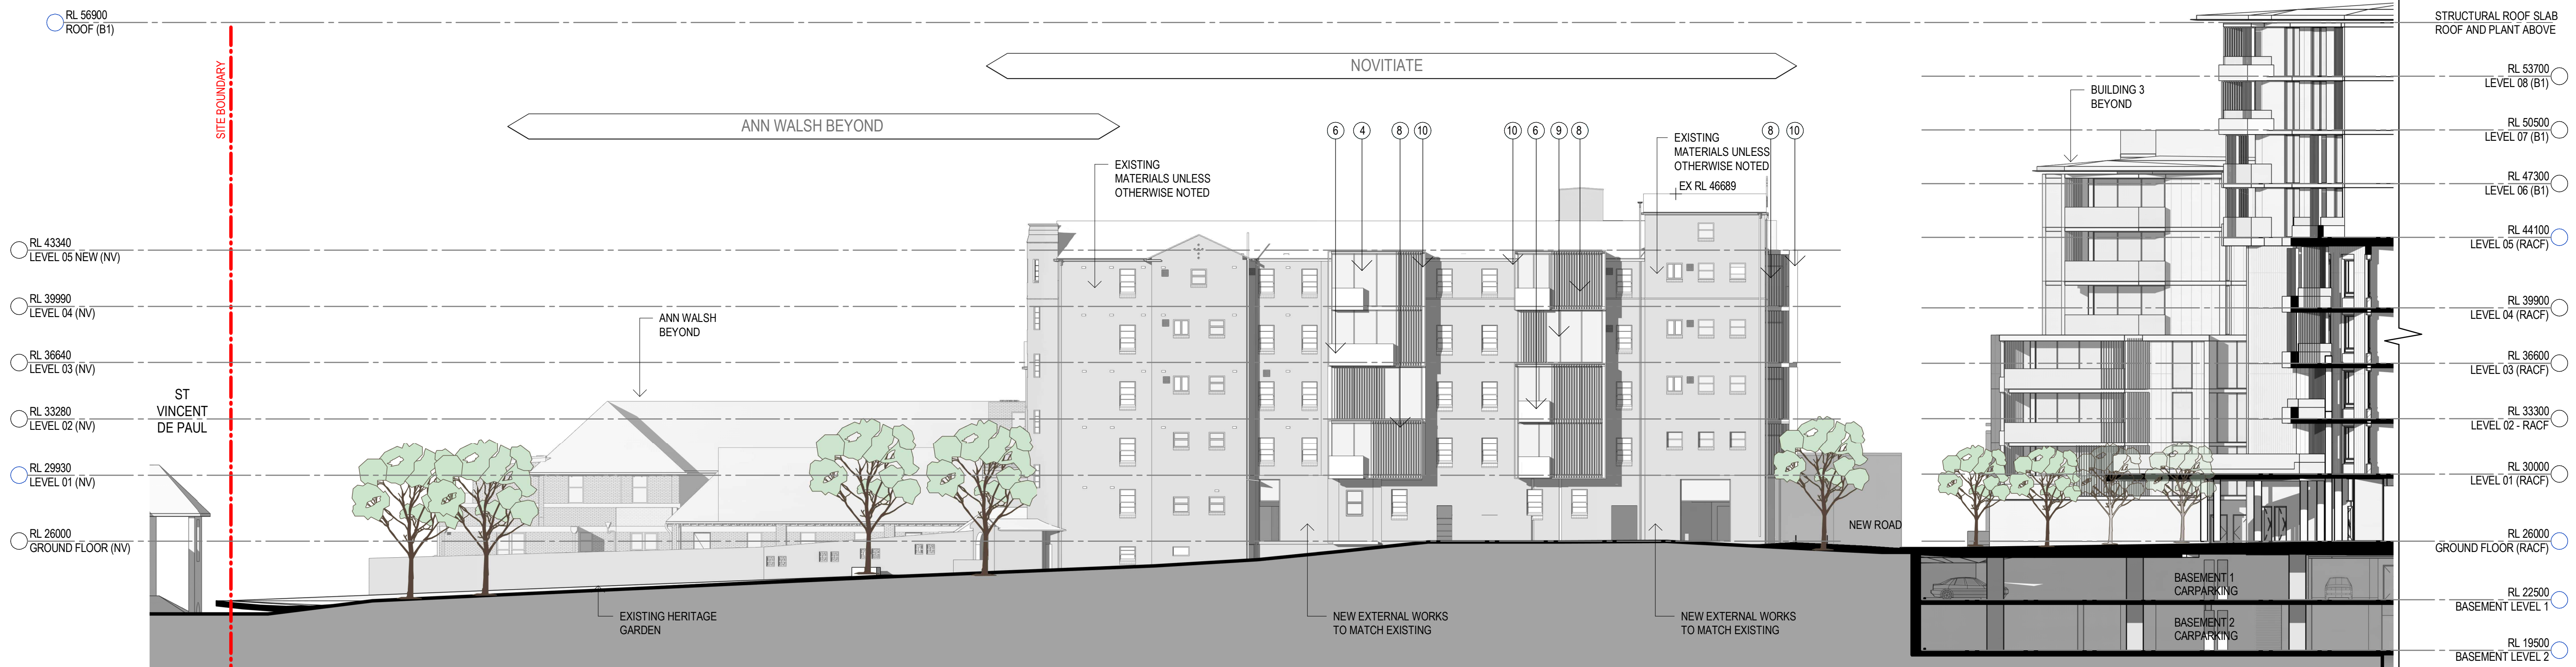 RL 56900
ROOF (B1)
SITE BOUNDARY
NOVITIATE
ANN WALSH BEYOND
STRUCTURAL ROOF SLAB
ROOF AND PLANT ABOVE
BUILDING 3
BEYOND
RL 53700
LEVEL 08 (B1)
RL 50500
LEVEL 07 (B1)
RL 47300
LEVEL 06 (B1)
RL 44100
LEVEL 05 (RACF)
RL 39900
LEVEL 04 (RACF)
RL 36600
LEVEL 03 (RACF)
RL 33300
LEVEL 02 - RACF
RL 30000
LEVEL 01 (RACF)
RL 26000
GROUND FLOOR (RACF)
RL 22500
BASEMENT LEVEL 1
RL 19500
BASEMENT LEVEL 2
6
4
8
10
10
6
9
8
8
10
EXISTING
MATERIALS UNLESS
OTHERWISE NOTED
EXISTING
MATERIALS UNLESS
OTHERWISE NOTED
EX RL 46689
RL 43340
LEVEL 05 NEW (NV)
RL 39990
LEVEL 04 (NV)
RL 36640
LEVEL 03 (NV)
RL 33280
LEVEL 02 (NV)
RL 29930
LEVEL 01 (NV)
RL 26000
GROUND FLOOR (NV)
ANN WALSH
BEYOND
ST
VINCENT
DE PAUL
NEW ROAD
EXISTING HERITAGE
GARDEN
NEW EXTERNAL WORKS
TO MATCH EXISTING
NEW EXTERNAL WORKS
TO MATCH EXISTING
BASEMENT 1
CARPARKING
BASEMENT 2
CARPARKING